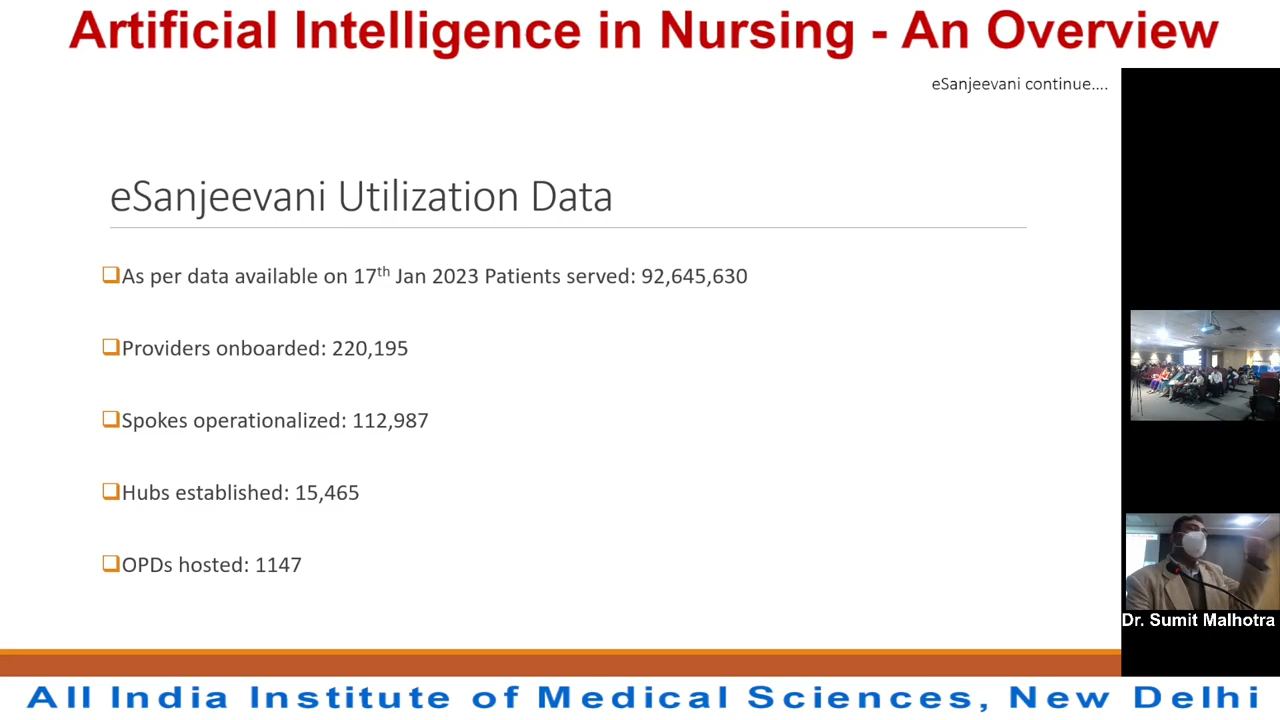 Artificial Intelligence in Nursing - An Overview
eSanjeevani continue....
eSanjeevani Utilization Data
As per data available on 17th Jan 2023 Patients served: 92,645,630
Providers onboarded: 220,195
Spokes operationalized: 112,987
Hubs established: 15,465
OPDs hosted: 1147
Dr. Sumit Malhotra
All India Institute of Medical Sciences, New Delhi